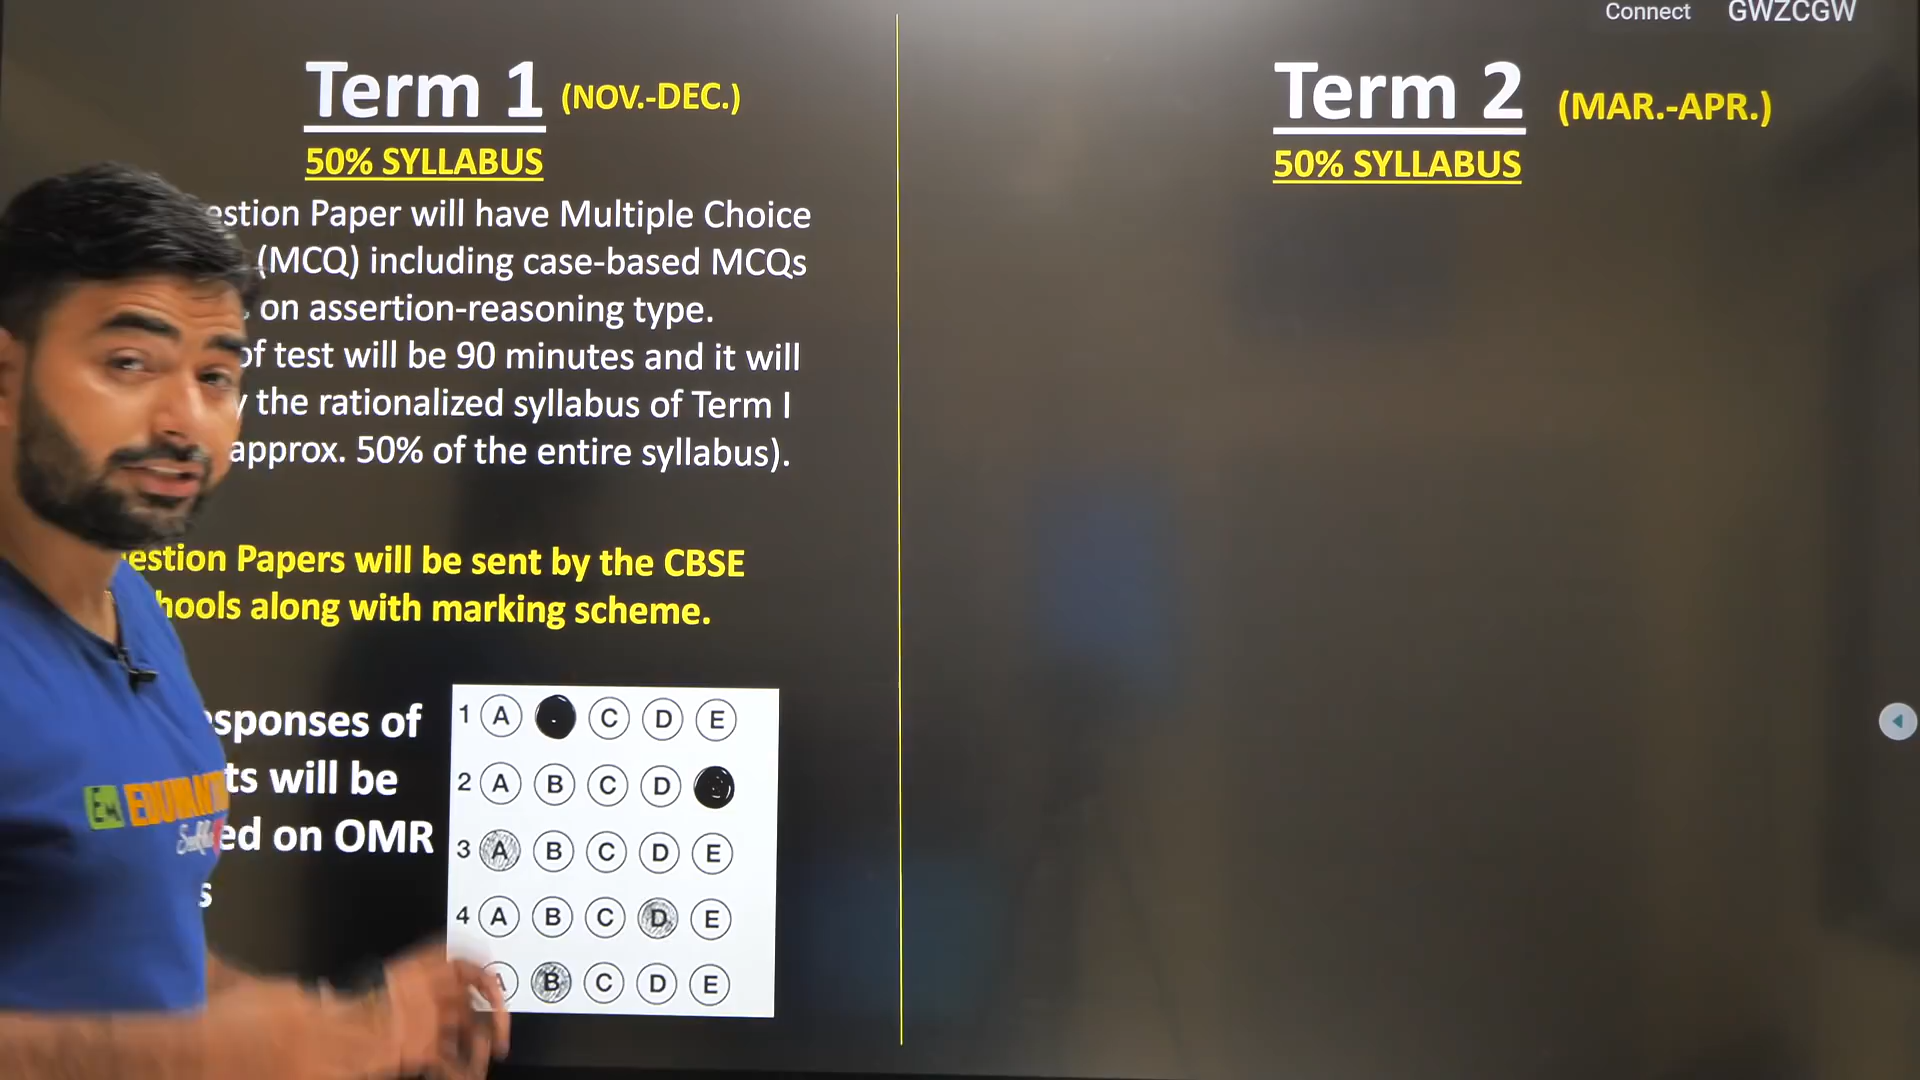 Connect GWZCGW
Term 1 (NOV.-DEC.)
50% SYLLABUS
estion Paper will have Multiple Choice
(MCQ) including case-based MCQs
on assertion-reasoning type.
of test will be 90 minutes and it will
the rationalized syllabus of Term I
approx. 50% of the entire syllabus).
estion Papers will be sent by the CBSE
hools along with marking scheme.
sponses of
ts will be
ed on OMR
s
1 A C D E
2 A B C D
3 A B C D E
4 A B C D E
B C D E
Term 2 (MAR.-APR.)
50% SYLLABUS
EM